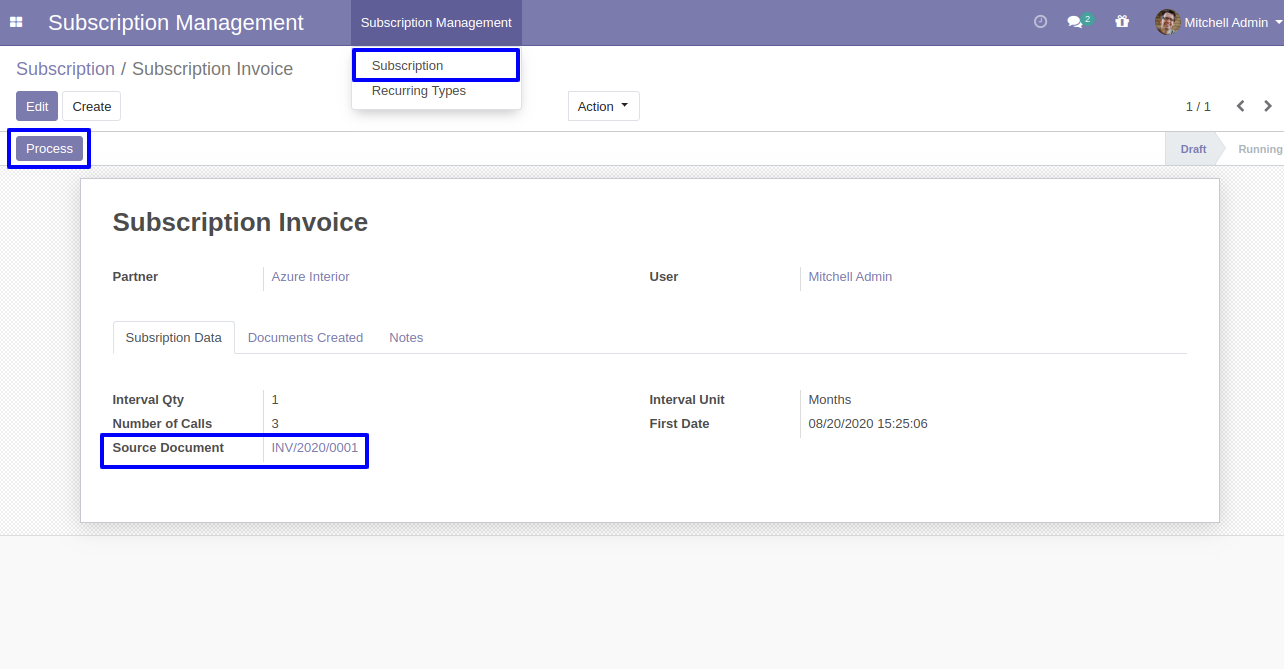 Subscription Management Subscription Management 2 Mitchell Admin
Subscription / Subscription Invoice
Subscription
Recurring Types
Edit Create Action 1 / 1
Process Draft Running
Subscription Invoice
Partner Azure Interior User Mitchell Admin
Subsription Data Documents Created Notes
Interval Qty 1 Interval Unit Months
Number of Calls 3 First Date 08/20/2020 15:25:06
Source Document INV/2020/0001